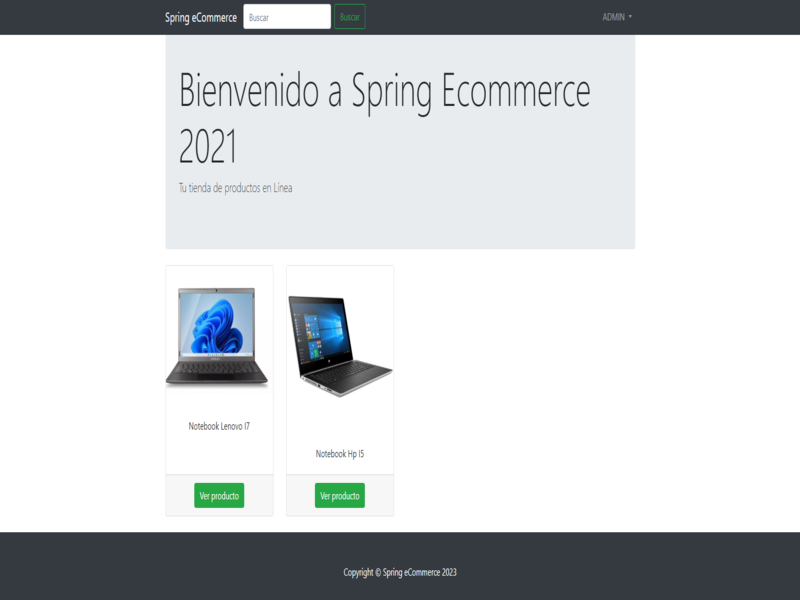 Spring eCommerce Buscar Buscar ADMIN
Bienvenido a Spring Ecommerce
2021
Tu tienda de productos en Línea
Notebook Lenovo I7
Notebook Hp I5
Ver producto Ver producto
Copyright © Spring eCommerce 2023